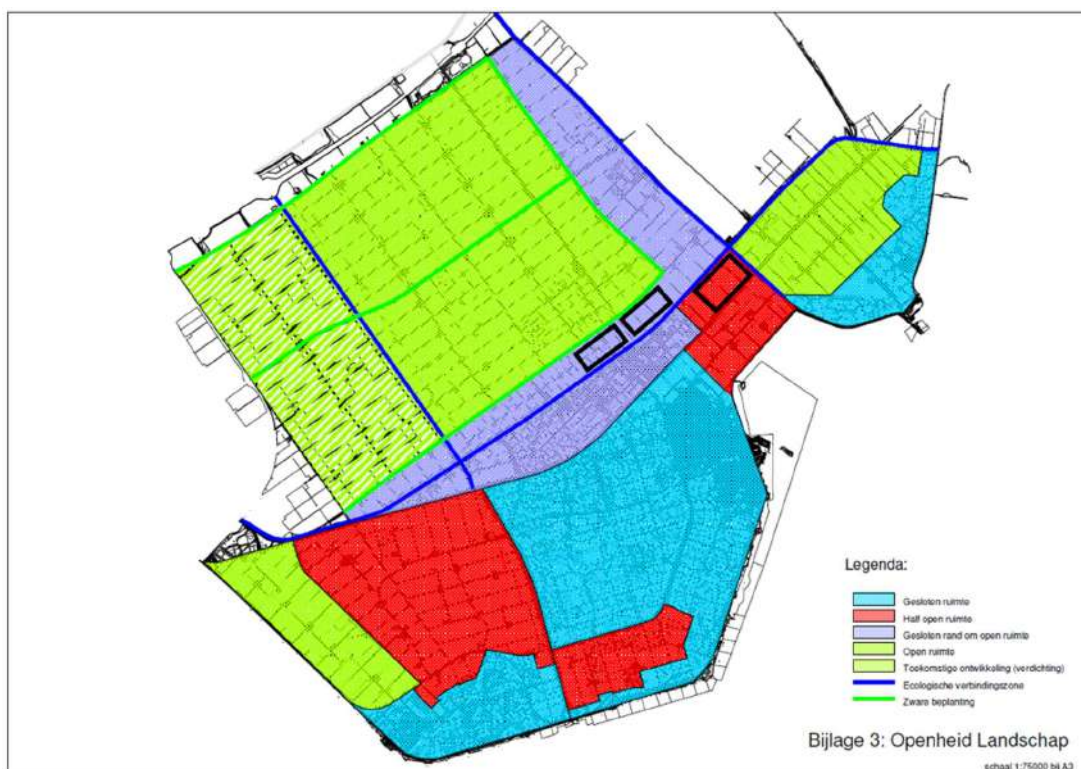 Legenda:
Gesloten ruimte
Half open ruimte
Gesloten rand om open ruimte
Open ruimte
Toekomstige ontwikkeling (verdichting)
Ecologische verbindingszone
Zware beplanting
Bijlage 3: Openheid Landschap
schaal 1:75000 bij A3